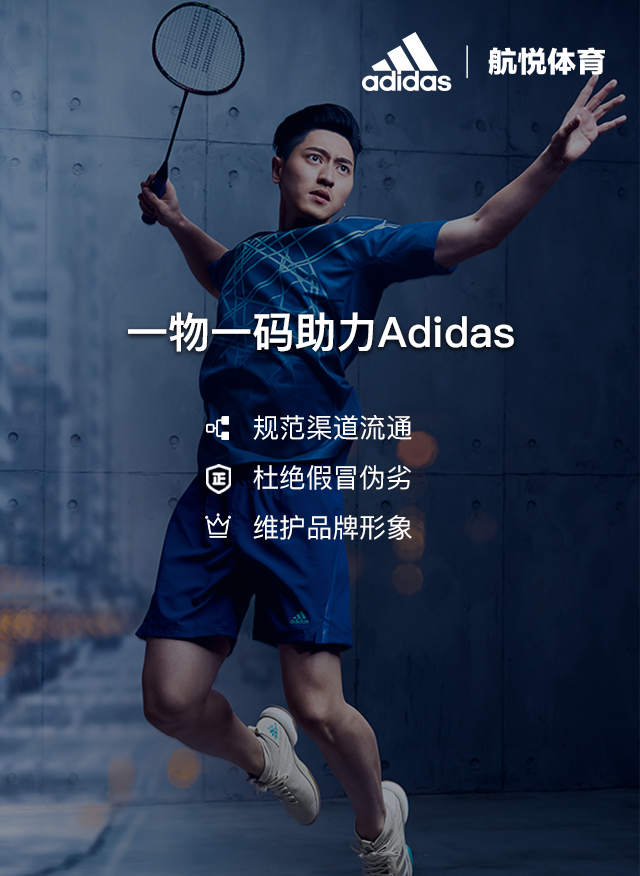 adidas | 航悦体育
一物一码助力Adidas
规范渠道流通
正 杜绝假冒伪劣
维护品牌形象
adidas